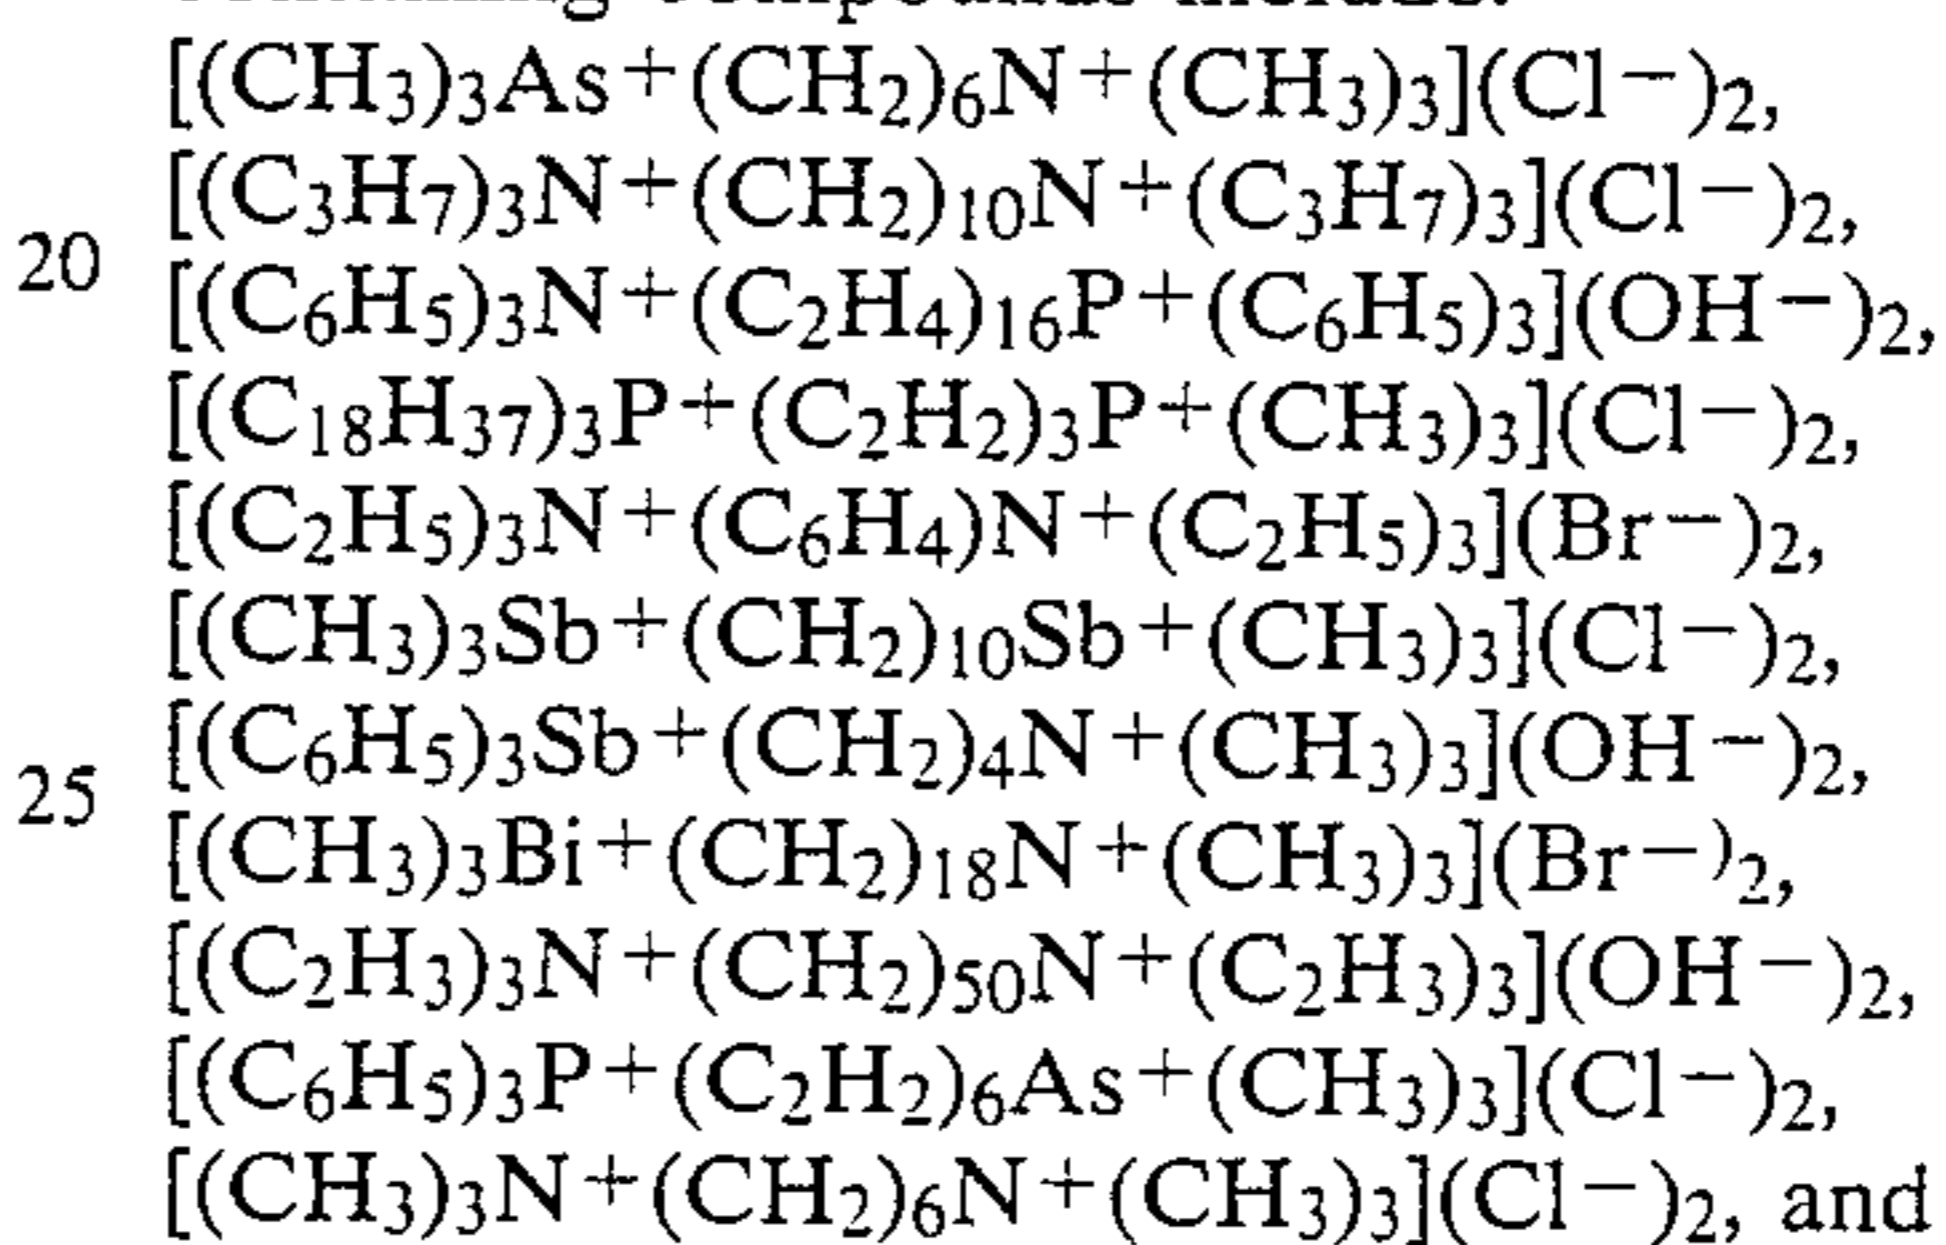 [(CH₃)₃As⁺(CH₂)₆N⁺(CH₃)₃](Cl⁻)₂,
[(C₃H₇)₃N⁺(CH₂)₁₀N⁺(C₃H₇)₃](Cl⁻)₂,
20 [(C₆H₅)₃N⁺(C₂H₄)₁₆P⁺(C₆H₅)₃](OH⁻)₂,
[(C₁₈H₃₇)₃P⁺(C₂H₂)₃P⁺(CH₃)₃](Cl⁻)₂,
[(C₂H₅)₃N⁺(C₆H₄)N⁺(C₂H₅)₃](Br⁻)₂,
[(CH₃)₃Sb⁺(CH₂)₁₀Sb⁺(CH₃)₃](Cl⁻)₂,
[(C₆H₅)₃Sb⁺(CH₂)₄N⁺(CH₃)₃](OH⁻)₂,
25 [(CH₃)₃Bi⁺(CH₂)₁₈N⁺(CH₃)₃](Br⁻)₂,
[(C₂H₃)₃N⁺(CH₂)₅₀N⁺(C₂H₃)₃](OH⁻)₂,
[(C₆H₅)₃P⁺(C₂H₂)₆As⁺(CH₃)₃](Cl⁻)₂,
[(CH₃)₃N⁺(CH₂)₆N⁺(CH₃)₃](Cl⁻)₂, and